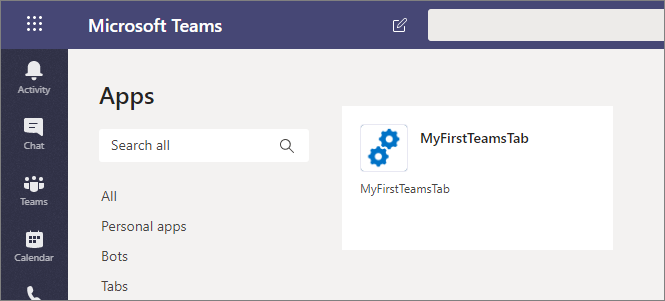 Microsoft Teams
Activity
Chat
Teams
Calendar
Apps
Search all
All
Personal apps
Bots
Tabs
MyFirstTeamsTab
MyFirstTeamsTab